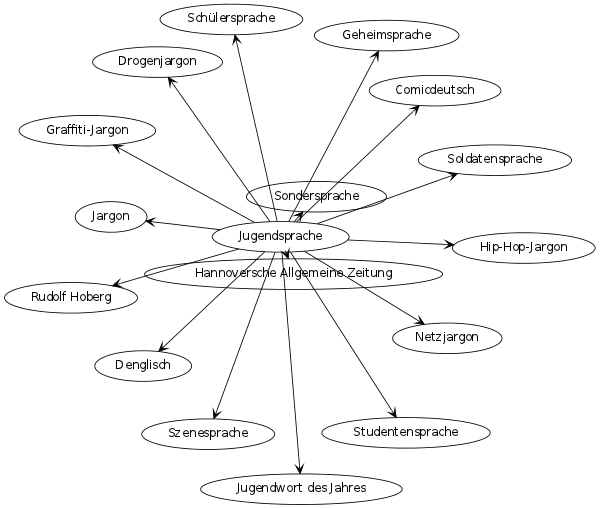 Schülersprache
Geheimsprache
Drogenjargon
Comicdeutsch
Graffiti-Jargon
Soldatensprache
Sondersprache
Jargon
Jugendsprache
Hip-Hop-Jargon
Hannoversche Allgemeine Zeitung
Rudolf Hoberg
Netzjargon
Denglisch
Szenesprache
Studentensprache
Jugendwort des Jahres